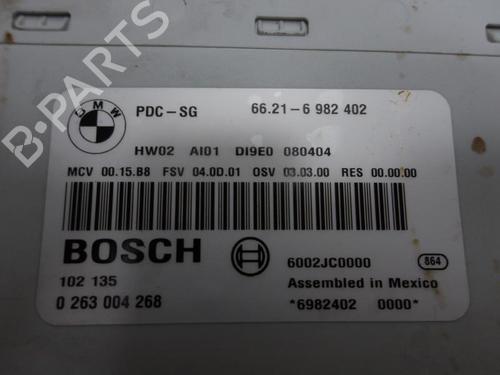 BMW
PDC-SG 66.21-6 982 402
HW02 AI01 DI9E0 080404
MCV 00.15.B8 FSV 04.0D.01 OSV 03.03.00 RES 00.00.00
BOSCH
6002JC0000 864
102 135
Assembled in Mexico
0 263 004 268 *6982402 0000*
B-PARTS